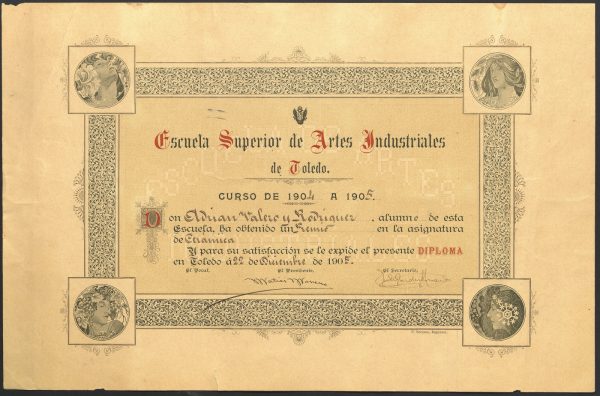 Escuela Superior de Artes Industriales
de Toledo.
CURSO DE 1904 A 1905.
Don Adrian Valero y Rodriguez, alumno de esta
Escuela, ha obtenido un Premio en la asignatura
de Cerámica
Y para su satisfacción se le expide el presente DIPLOMA
en Toledo á 22 de Diciembre de 1905.
El Vocal. El Presidente. El Secretario.
Matias Moreno